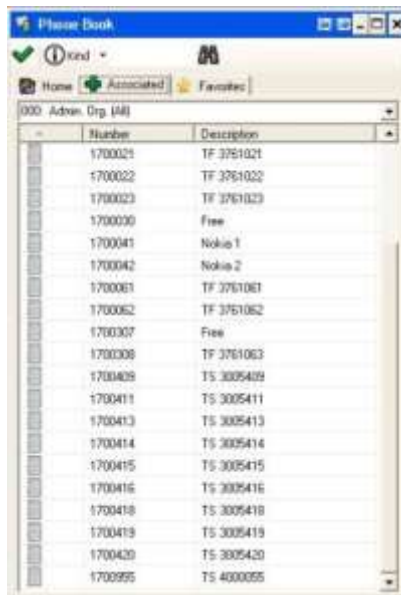 Phone Book
Kind
Home Associated Favorites
000 Admin. Org. (All)
Number Description
1700021 TF 3761021
1700022 TF 3761022
1700023 TF 3761023
1700030 Free
1700041 Nokia 1
1700042 Nokia 2
1700061 TF 3761061
1700062 TF 3761062
1700307 Free
1700308 TF 3761063
1700409 TS 3005409
1700411 TS 3005411
1700413 TS 3005413
1700414 TS 3005414
1700415 TS 3005415
1700416 TS 3005416
1700418 TS 3005418
1700419 TS 3005419
1700420 TS 3005420
1700955 TS 4000055